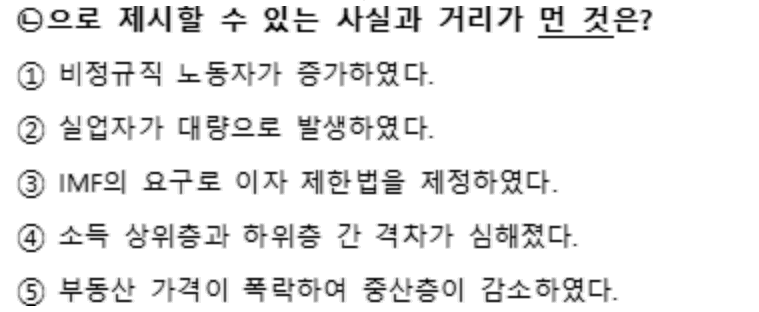 ㉡으로 제시할 수 있는 사실과 거리가 먼 것은?
① 비정규직 노동자가 증가하였다.
② 실업자가 대량으로 발생하였다.
③ IMF의 요구로 이자 제한법을 제정하였다.
④ 소득 상위층과 하위층 간 격차가 심해졌다.
⑤ 부동산 가격이 폭락하여 중산층이 감소하였다.